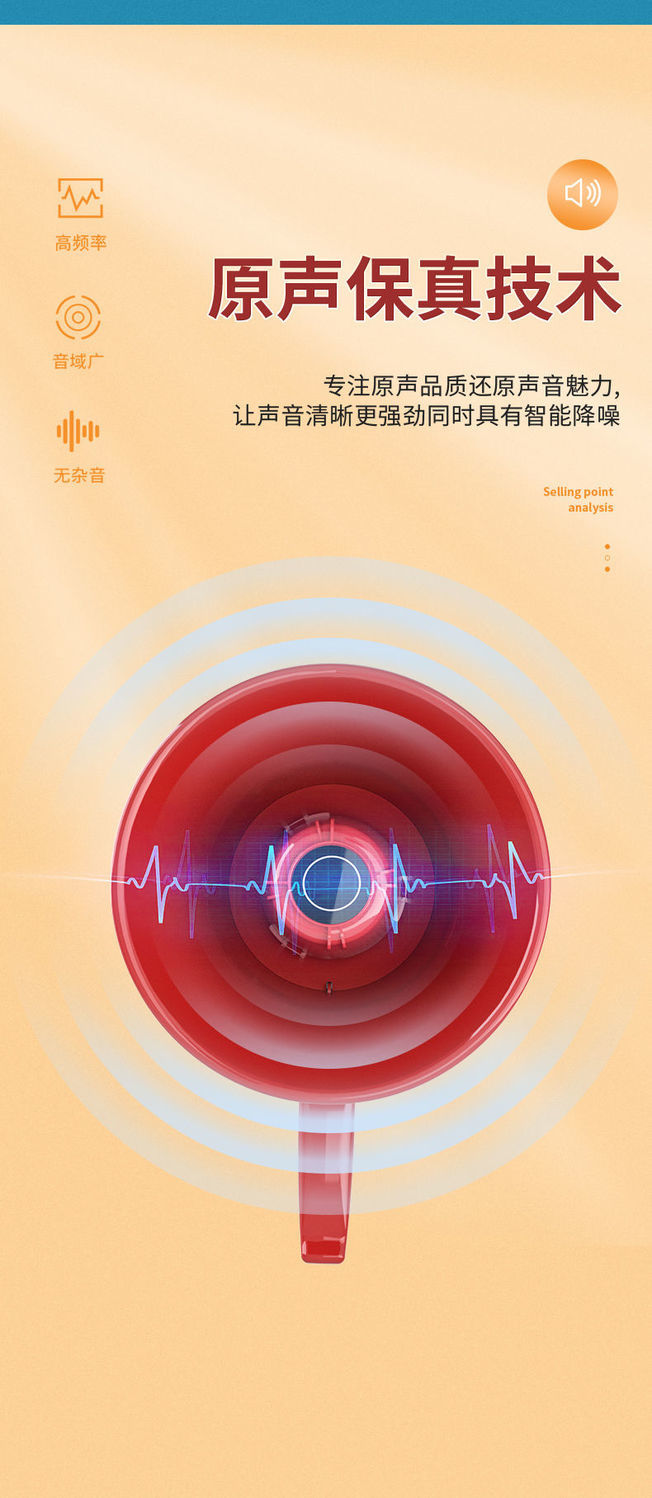 高频率
音域广
无杂音
原声保真技术
专注原声品质还原声音魅力,
让声音清晰更强劲同时具有智能降噪
Selling point
analysis